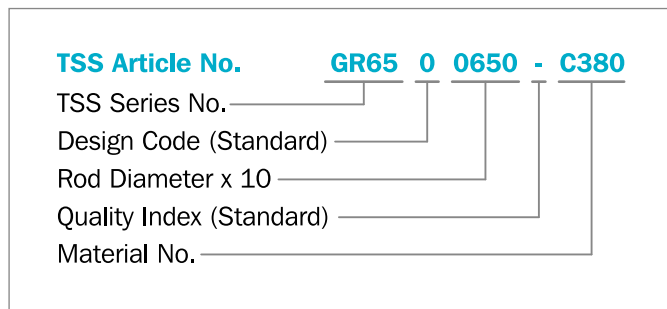 TSS Article No. GR65 0 0650 - C380
TSS Series No.
Design Code (Standard)
Rod Diameter x 10
Quality Index (Standard)
Material No.